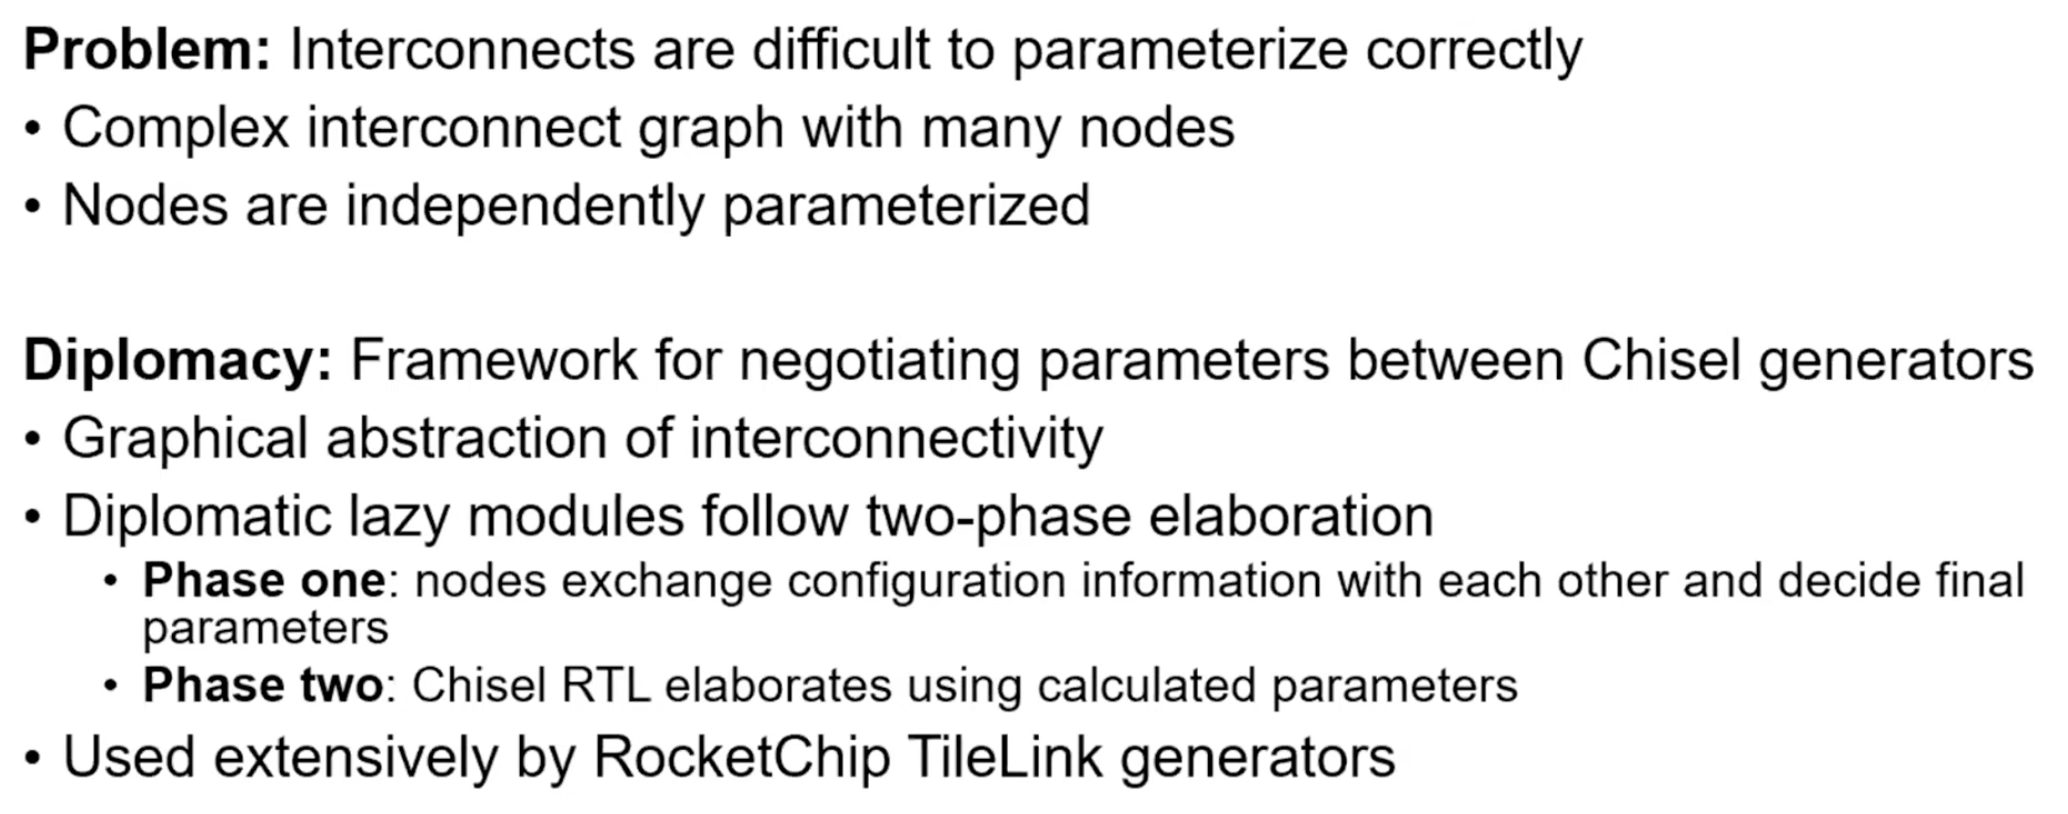 Problem: Interconnects are difficult to parameterize correctly
• Complex interconnect graph with many nodes
• Nodes are independently parameterized
Diplomacy: Framework for negotiating parameters between Chisel generators
• Graphical abstraction of interconnectivity
• Diplomatic lazy modules follow two-phase elaboration
• Phase one: nodes exchange configuration information with each other and decide final
parameters
• Phase two: Chisel RTL elaborates using calculated parameters
• Used extensively by RocketChip TileLink generators